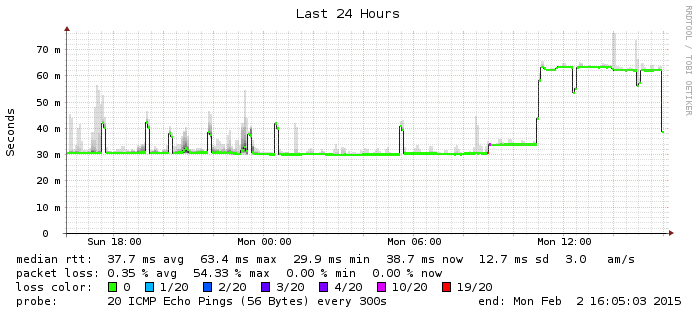 Last 24 Hours
RRDTOOL / TOBI OETIKER
Seconds
70 m
60 m
50 m
40 m
30 m
20 m
10 m
0
Sun 18:00 Mon 00:00 Mon 06:00 Mon 12:00
median rtt: 37.7 ms avg 63.4 ms max 29.9 ms min 38.7 ms now 12.7 ms sd 3.0 am/s
packet loss: 0.35 % avg 54.33 % max 0.00 % min 0.00 % now
loss color: 0 1/20 2/20 3/20 4/20 10/20 19/20
probe: 20 ICMP Echo Pings (56 Bytes) every 300s end: Mon Feb 2 16:05:03 2015